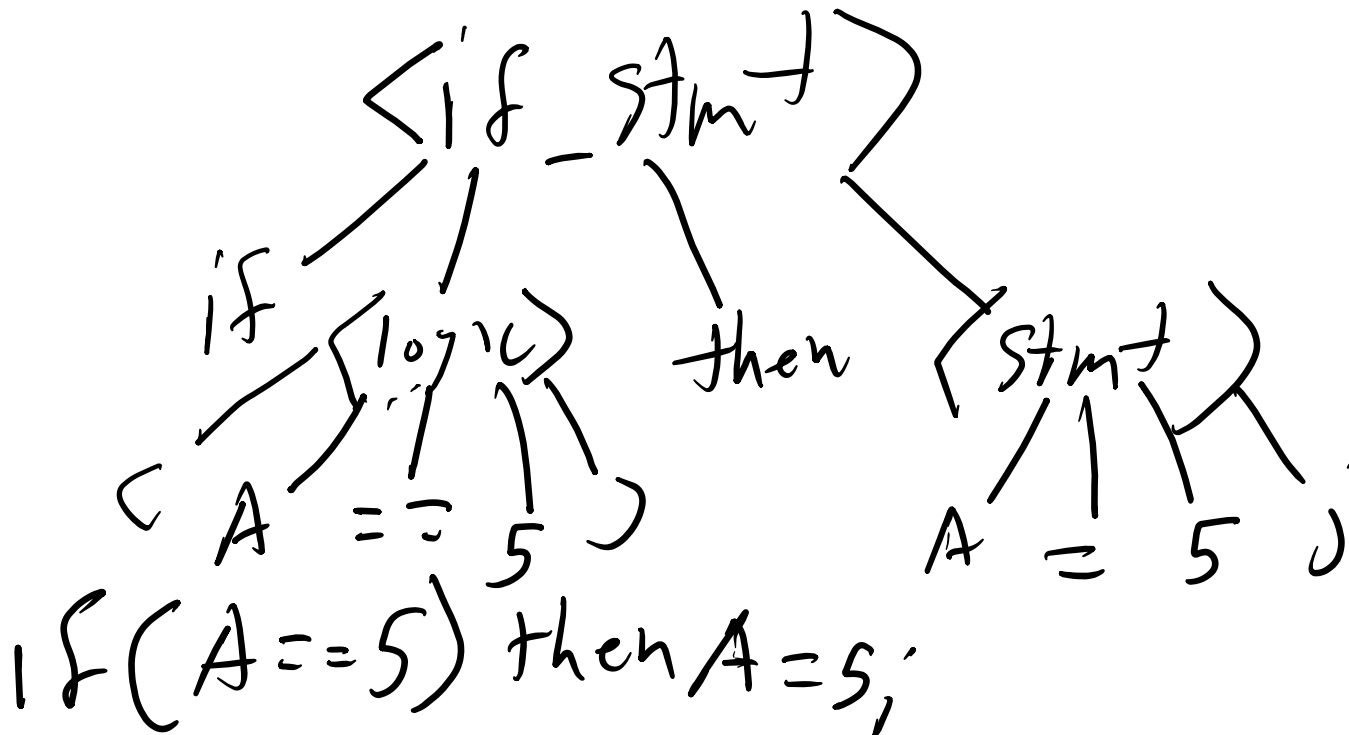 <if_stmt>
if <logic> then <stmt>
( A == 5 ) A = 5 ;
if(A==5) then A=5;